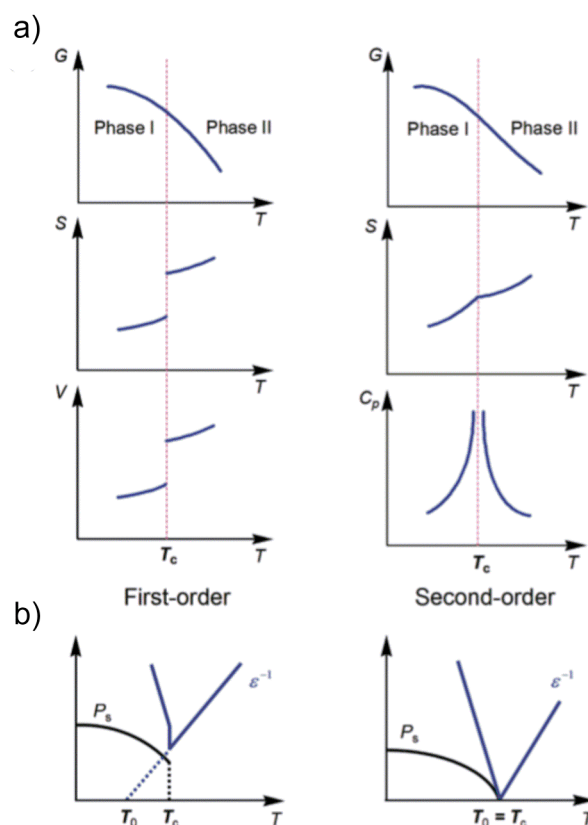 a)
G G
Phase I Phase II Phase I Phase II
T T
S S
T T
V Cp
Tc T Tc T
First-order Second-order
b)
ε⁻¹ ε⁻¹
Ps Ps
T0 Tc T T0 = Tc T